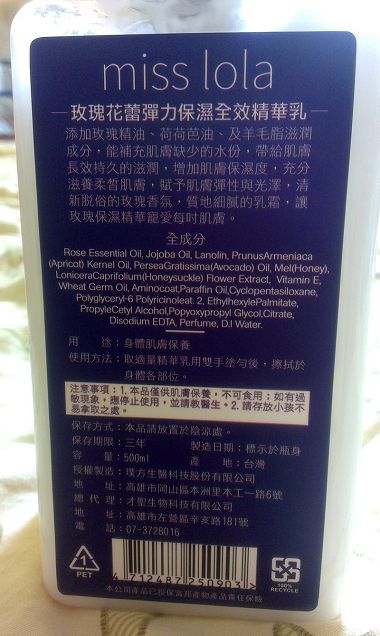 miss lola
玫瑰花蕾彈力保濕全效精華乳
添加玫瑰精油、荷荷芭油、及羊毛脂滋潤
成分，能補充肌膚缺少的水份，帶給肌膚
長效持久的滋潤，增加肌膚保濕度，充分
滋養柔皙肌膚，賦予肌膚彈性與光澤，清
新脫俗的玫瑰香氛，質地細膩的乳霜，讓
玫瑰保濕精華寵愛每吋肌膚。
全成分
Rose Essential Oil, Jojoba Oil, Lanolin, PrunusArmeniaca
(Apricot) Kernel Oil, PerseaGratissima(Avocado) Oil, Mel(Honey),
LoniceraCaprifolium(Honeysuckle) Flower Extract, Vitamin E,
Wheat Germ Oil, Aminocoat,Paraffin Oil,Cyclopentasiloxane,
Polyglyceryl-6 Polyricinoleat. 2, EthylhexylePalmitate,
PropyleCetyl Alcohol,Popyoxypropyl Glycol,Citrate,
Disodium EDTA, Perfume, D.I Water.
用 途：身體肌膚保養
使用方法：取適量精華乳用雙手塗勻後，擦拭於
身體各部位。
注意事項：1.本品僅供肌膚保養，不可食用；如有過
敏現象，應停止使用，並請教醫生。2.請存放小孩不
易拿取之處。
保存方式：本品請放置於陰涼處。
保存期限：三年 製造日期：標示於瓶身
容 量：500ml 產 地：台灣
授權製造：璞方生醫科技股份有限公司
地 址：高雄市岡山區本洲里本工一路6號
總 代 理：才聖生物科技有限公司
地 址：高雄市左營區辛亥路181號
電 話：07-3728016
1
PET
4 712487 250903 >
100%
RECYCLE
本公司產品已投保富邦產物產品責任保險